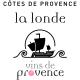 CÔTES DE PROVENCE
la londe
vins de
provence